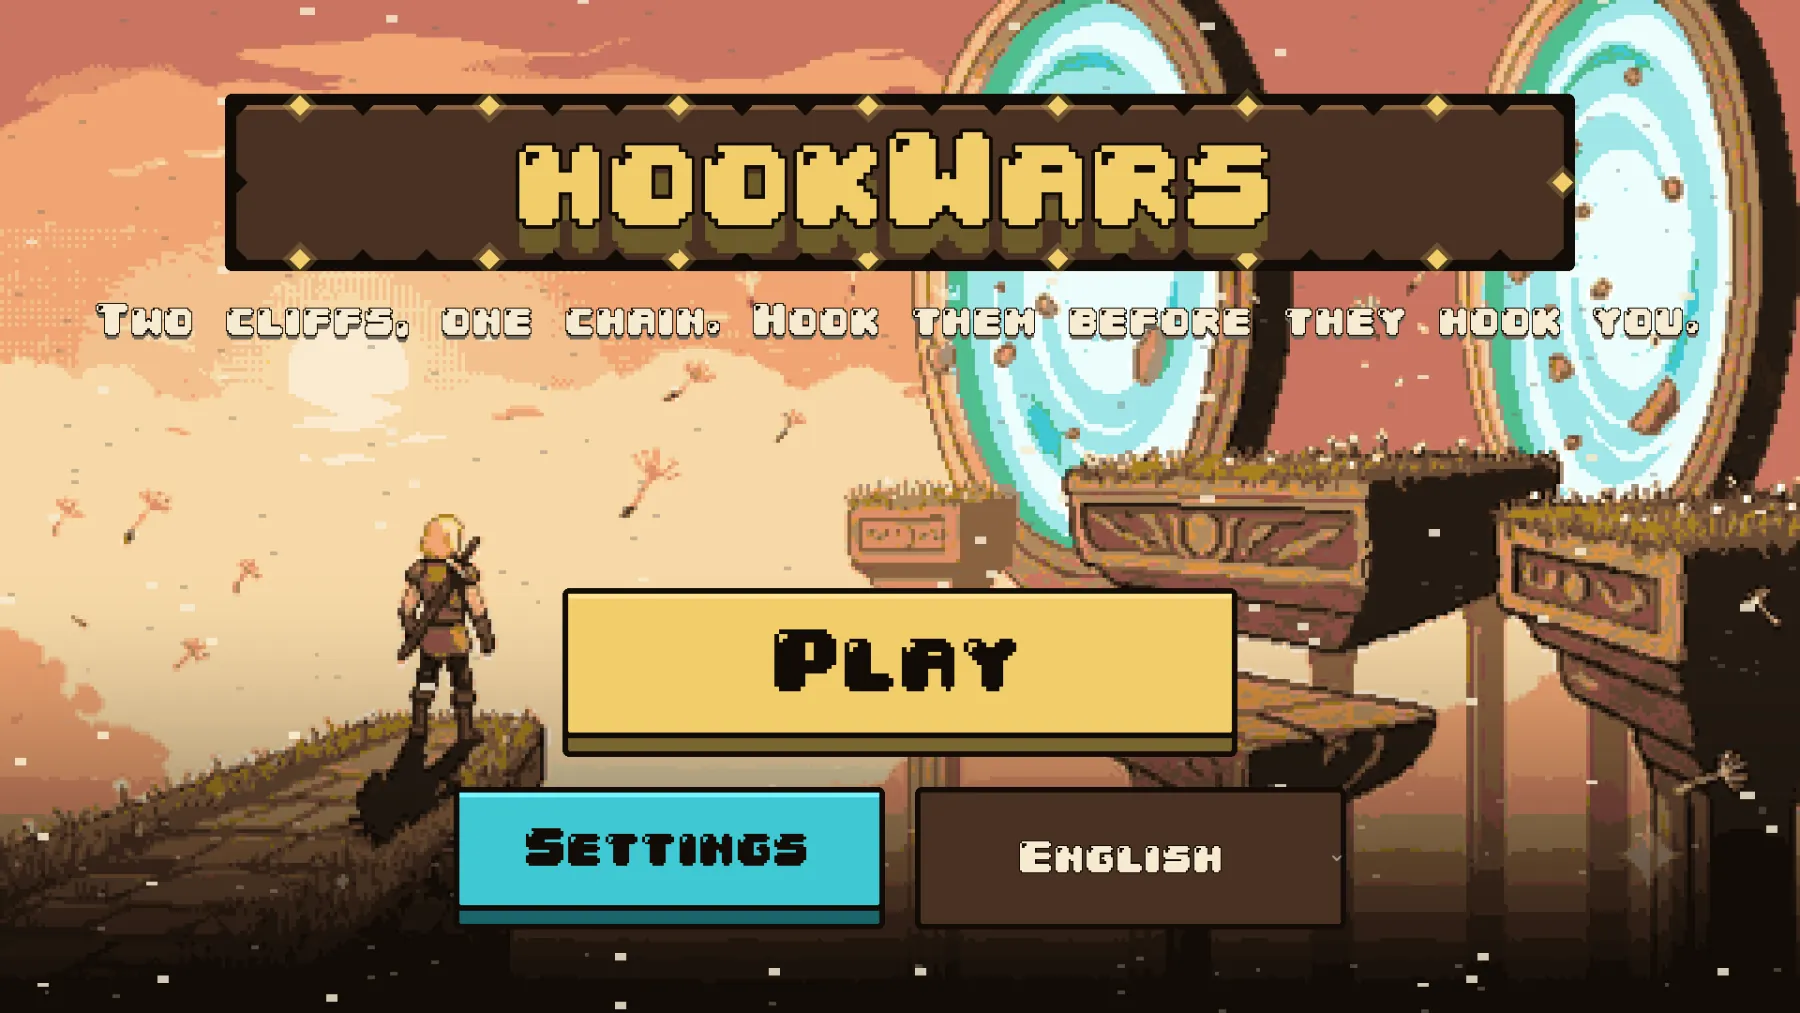 HookWars
Two cliffs, one chain. Hook them before they hook you.
Play
Settings
English